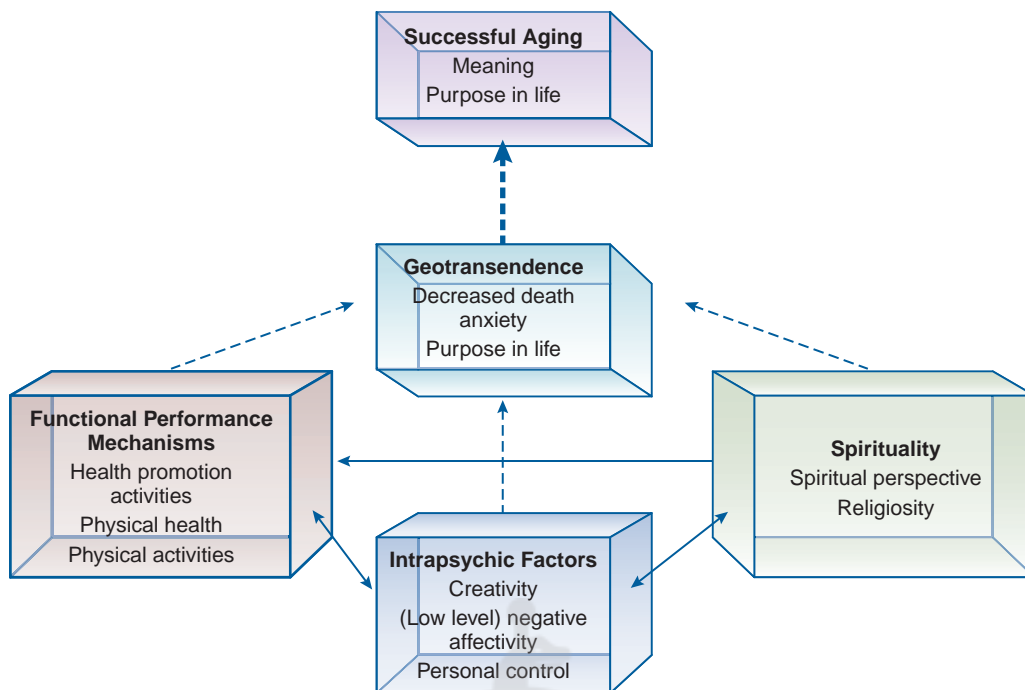 Successful Aging
Meaning
Purpose in life
Geotransendence
Decreased death
anxiety
Purpose in life
Functional Performance
Mechanisms
Health promotion
activities
Physical health
Physical activities
Spirituality
Spiritual perspective
Religiosity
Intrapsychic Factors
Creativity
(Low level) negative
affectivity
Personal control